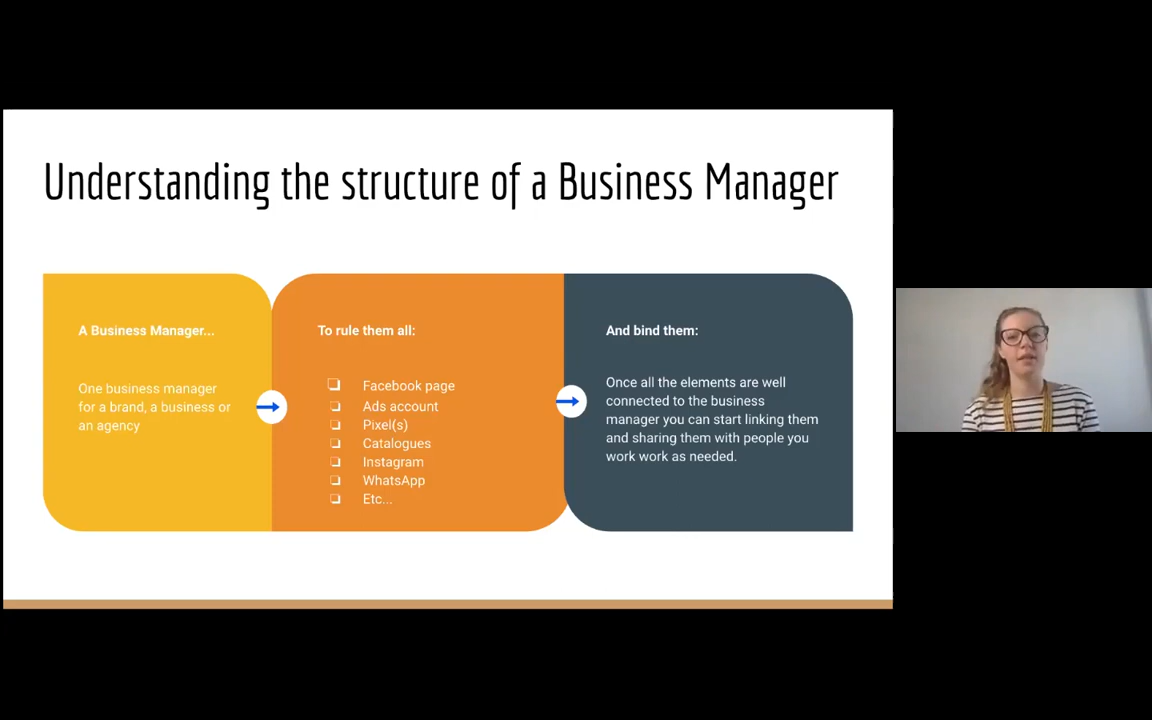 Understanding the structure of a Business Manager
A Business Manager...
One business manager
for a brand, a business or
an agency
To rule them all:
Facebook page
Ads account
Pixel(s)
Catalogues
Instagram
WhatsApp
Etc...
And bind them:
Once all the elements are well
connected to the business
manager you can start linking them
and sharing them with people you
work work as needed.